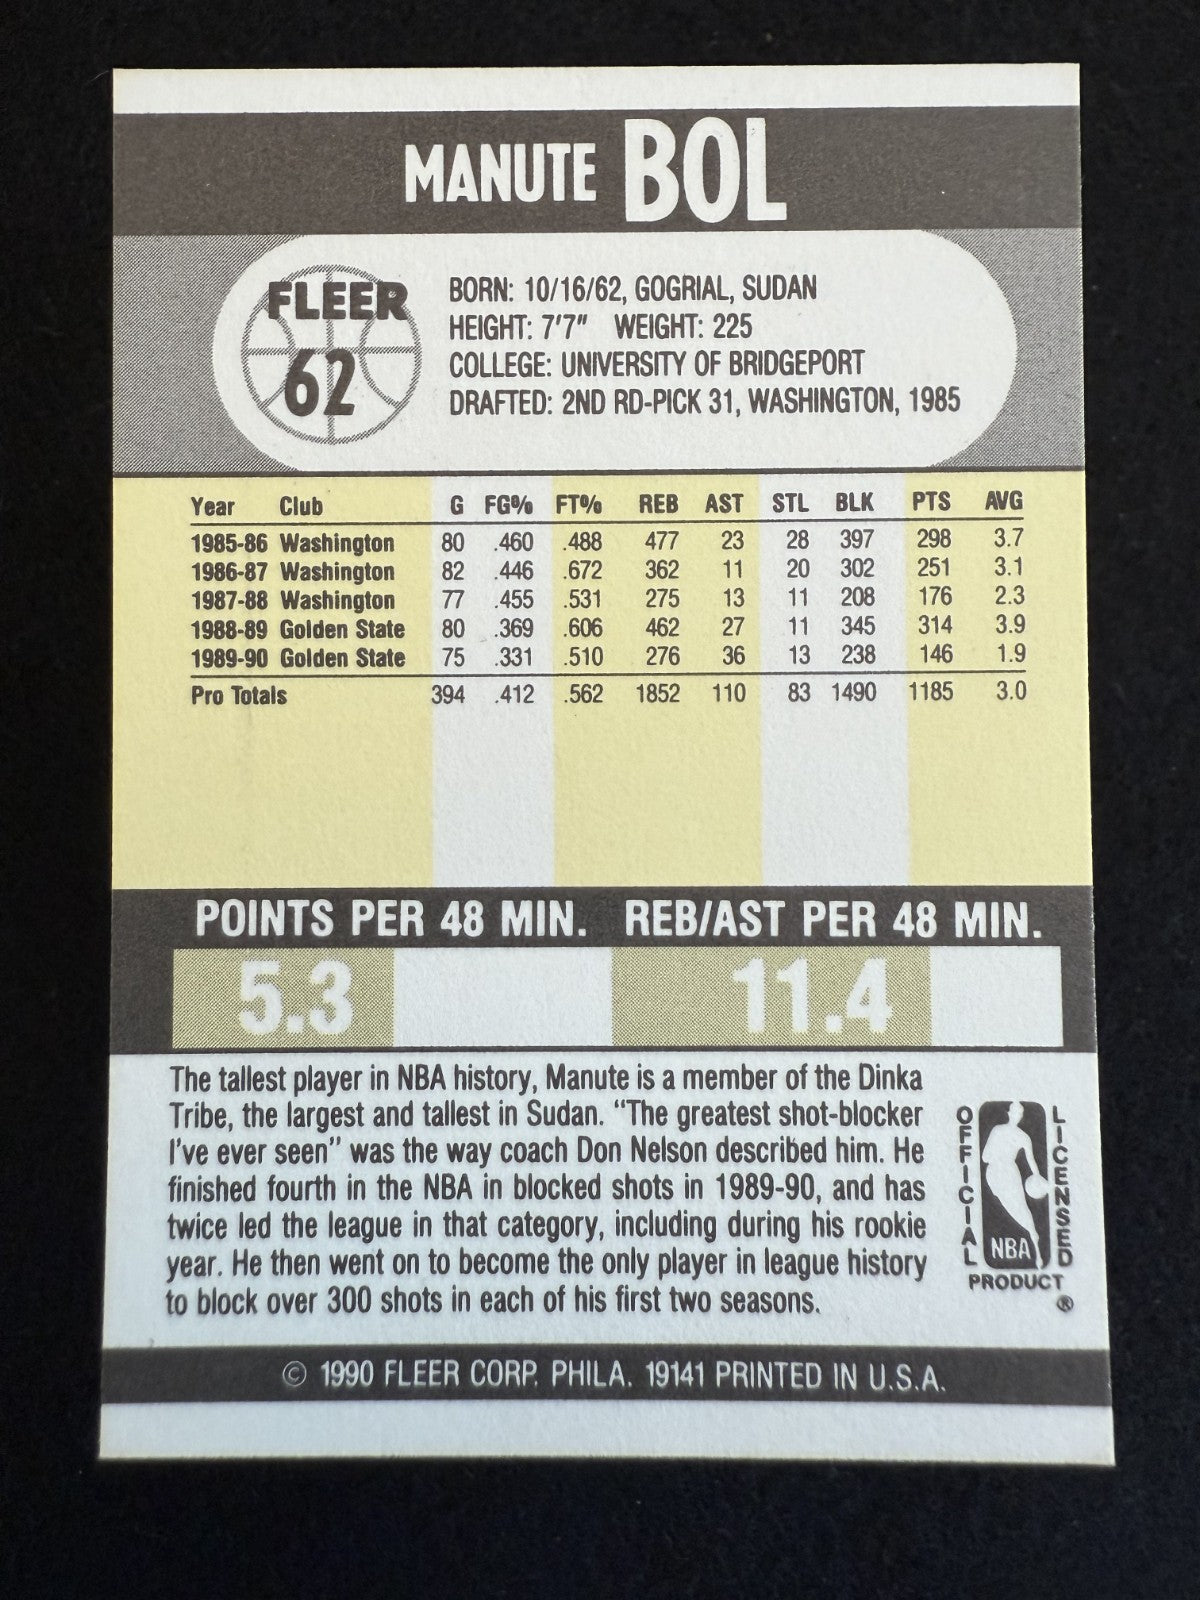 MANUTE BOL
FLEER
62
BORN: 10/16/62, GOGRIAL, SUDAN
HEIGHT: 7'7" WEIGHT: 225
COLLEGE: UNIVERSITY OF BRIDGEPORT
DRAFTED: 2ND RD-PICK 31, WASHINGTON, 1985
Year Club G FG% FT% REB AST STL BLK PTS AVG
1985-86 Washington 80 .460 .488 477 23 28 397 298 3.7
1986-87 Washington 82 .446 .672 362 11 20 302 251 3.1
1987-88 Washington 77 .455 .531 275 13 11 208 176 2.3
1988-89 Golden State 80 .369 .606 462 27 11 345 314 3.9
1989-90 Golden State 75 .331 .510 276 36 13 238 146 1.9
Pro Totals 394 .412 .562 1852 110 83 1490 1185 3.0
POINTS PER 48 MIN. REB/AST PER 48 MIN.
5.3 11.4
The tallest player in NBA history, Manute is a member of the Dinka
Tribe, the largest and tallest in Sudan. "The greatest shot-blocker
I've ever seen" was the way coach Don Nelson described him. He
finished fourth in the NBA in blocked shots in 1989-90, and has
twice led the league in that category, including during his rookie
year. He then went on to become the only player in league history
to block over 300 shots in each of his first two seasons.
OFFICIAL
NBA
LICENSED
PRODUCT
®
© 1990 FLEER CORP. PHILA. 19141 PRINTED IN U.S.A.